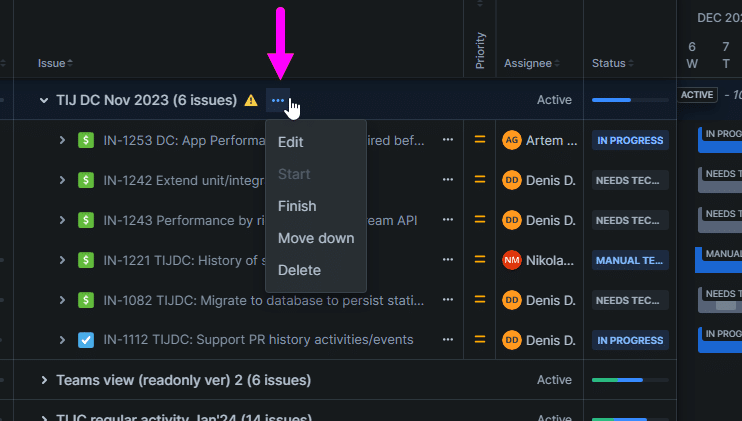 DEC 202
Issue Priority Assignee Status 6 7
W T
TIJ DC Nov 2023 (6 issues) ... Active ACTIVE - 10
$ IN-1253 DC: App Performa ired bef... ... AG Artem ... IN PROGRESS IN PROG
Edit
$ IN-1242 Extend unit/integr ... DD Denis D. NEEDS TEC... NEEDS T
Start
$ IN-1243 Performance by ri eam API ... DD Denis D. NEEDS TEC... NEEDS T
Finish
Move down
$ IN-1221 TIJDC: History of s ... NM Nikola... MANUAL TE... MANUAL
Delete
$ IN-1082 TIJDC: Migrate to database to persist stati... ... DD Denis D. NEEDS TEC... NEEDS T
IN-1112 TIJDC: Support PR history activities/events ... DD Denis D. IN PROGRESS IN PROG
Teams view (readonly ver) 2 (6 issues) Active
TIJC regular activity Jan'24 (14 issues) Active